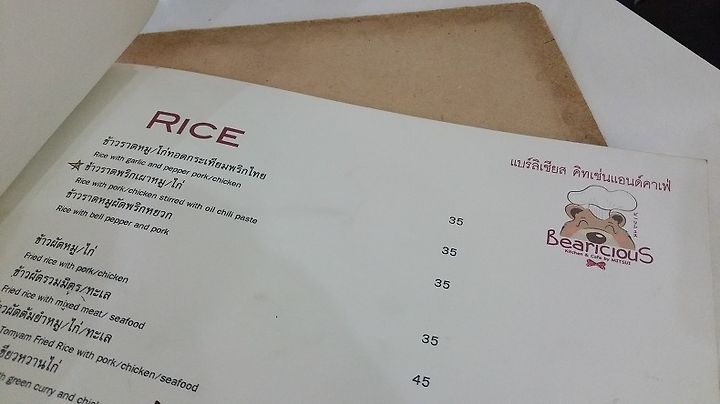 RICE
ข้าวราดหมู/ไก่ทอดกระเทียมพริกไทย
Rice with garlic and pepper pork/chicken
35
ข้าวราดพริกเผาหมู/ไก่
Rice with pork/chicken stirred with oil chili paste
35
ข้าวราดหมูผัดพริกหยวก
Rice with bell pepper and pork
35
ข้าวผัดหมู/ไก่
Fried rice with pork/chicken
35
ข้าวผัดรวมมิตร/ทะเล
Fried rice with mixed meat/ seafood
45
าวผัดต้มยำหมู/ไก่/ทะเล
Tomyam Fried Rice with pork/chicken/seafood
ขียวหวานไก่
h green curry and
แบร์ลิเชียส คิทเช่นแอนด์คาเฟ่
BeariciouS
Kitchen & Cafe by MITSUI